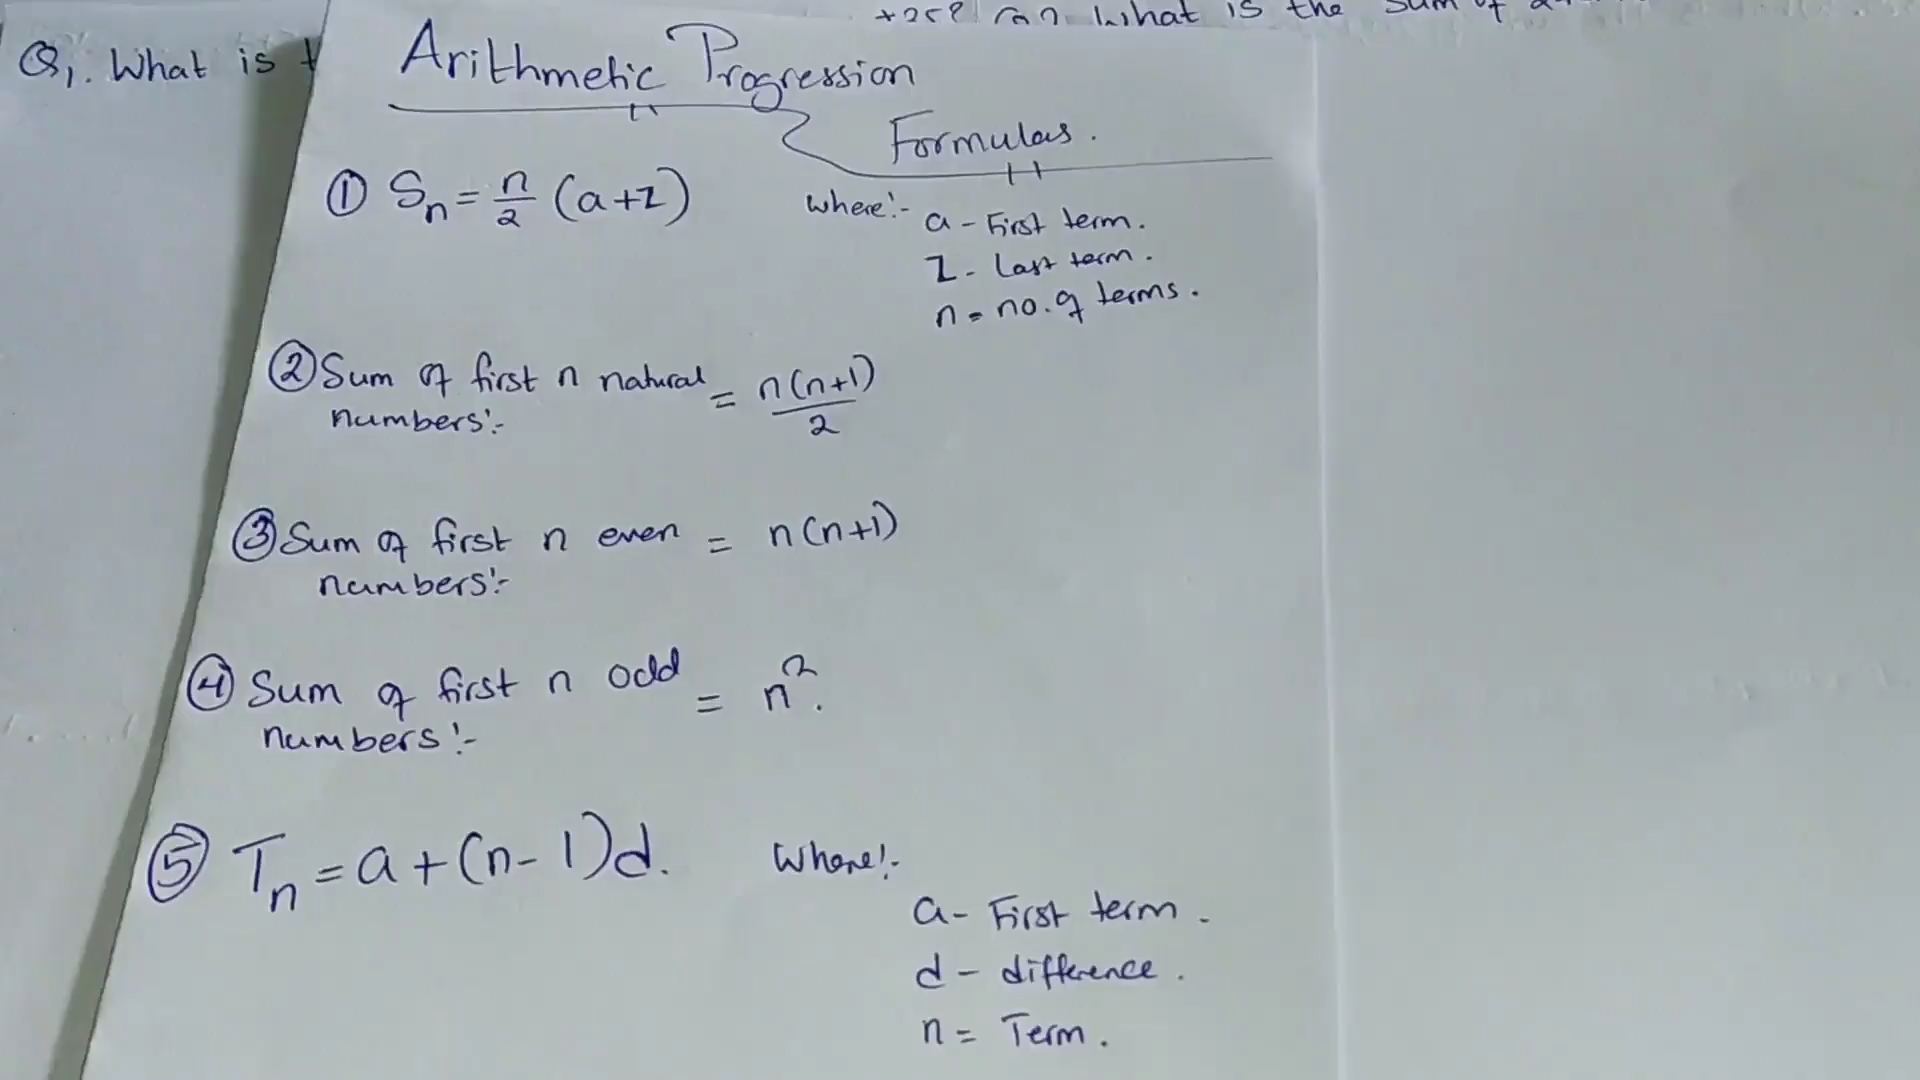 What is the sum of
Q1. What is
Arithmetic Progression
Formulas.
① Sn = n/2 (a+z)
where:- a - First term.
z - Last term.
n = no. of terms.
② Sum of first n natural numbers:- = n(n+1)/2
③ Sum of first n even numbers:- = n(n+1)
④ Sum of first n odd numbers:- = n².
⑤ Tn = a + (n-1)d.
Where:-
a - First term.
d - difference.
n = Term.